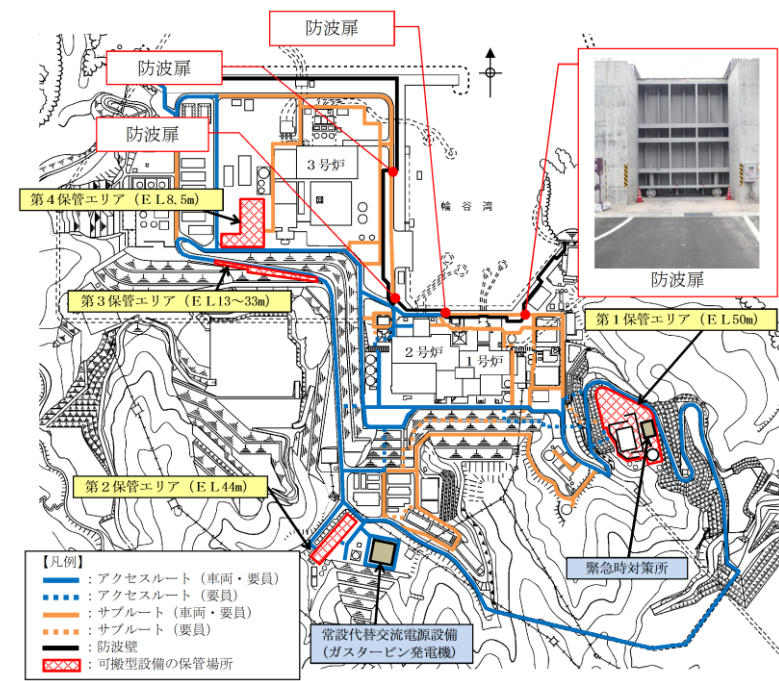 防波扉
防波扉
防波扉
防波扉
3号炉
輪谷湾
第4保管エリア（EL8.5m）
第3保管エリア（EL13～33m）
第1保管エリア（EL50m）
2号炉
1号炉
第2保管エリア（EL44m）
緊急時対策所
常設代替交流電源設備
(ガスタービン発電機)
【凡例】
：アクセスルート（車両・要員）
：アクセスルート（要員）
：サブルート（車両・要員）
：サブルート（要員）
：防波壁
：可搬型設備の保管場所